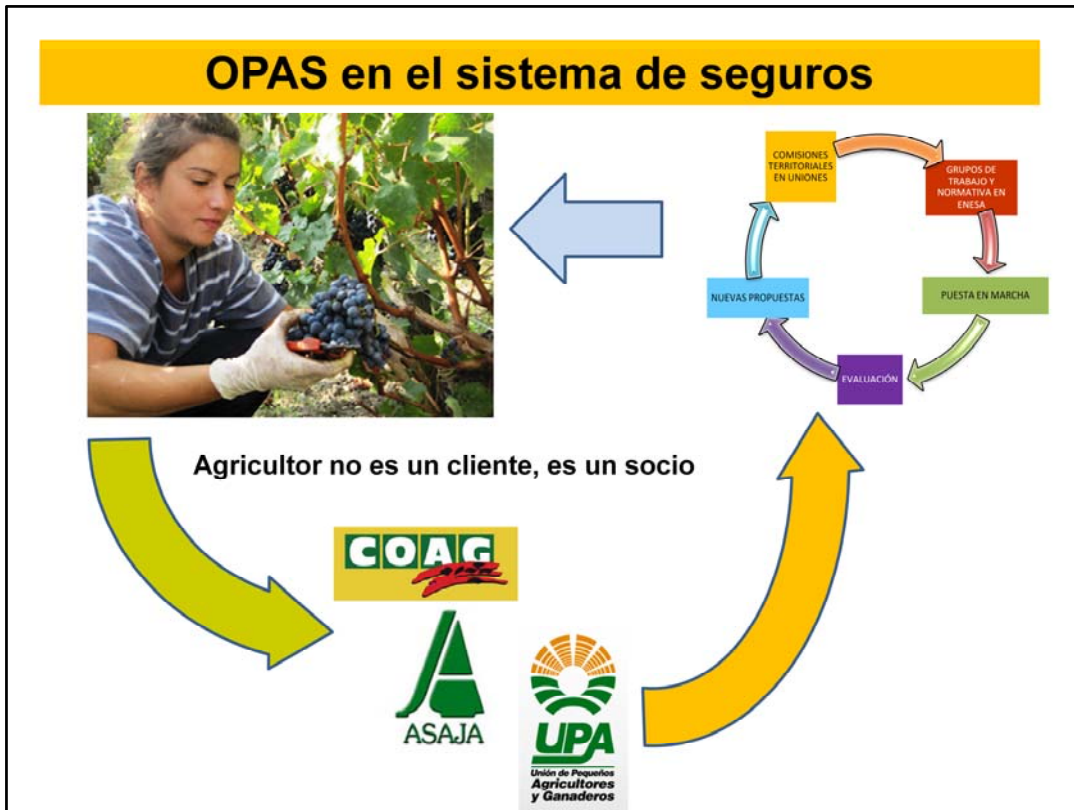 OPAS en el sistema de seguros
COMISIONES
TERRITORIALES
EN UNIONES
GRUPOS DE
TRABAJO Y
NORMATIVA EN
ENESA
NUEVAS PROPUESTAS
PUESTA EN MARCHA
EVALUACIÓN
Agricultor no es un cliente, es un socio
COAG
ASAJA
UPA
Unión de Pequeños
Agricultores
y Ganaderos